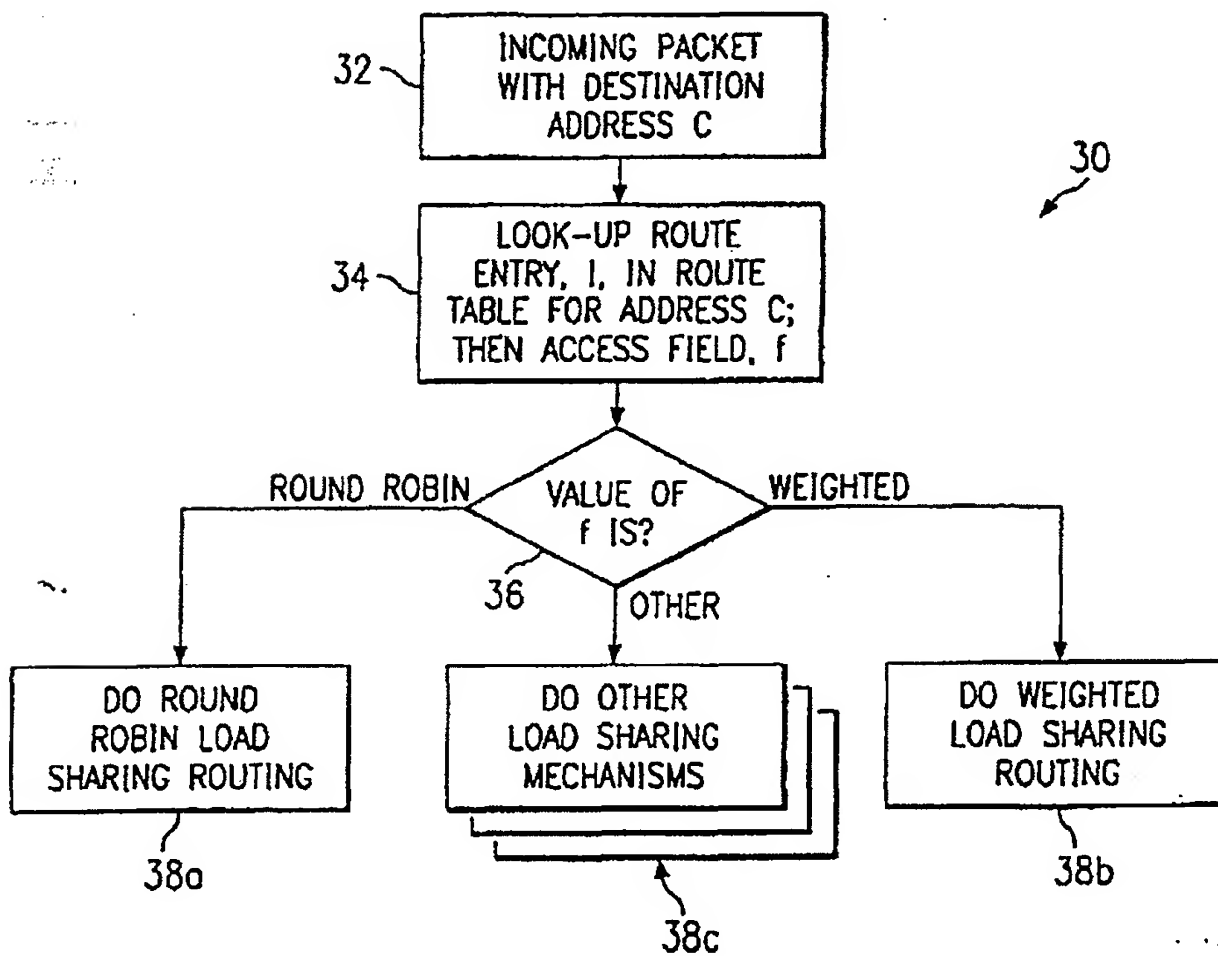 32
INCOMING PACKET
WITH DESTINATION
ADDRESS C
30
34
LOOK-UP ROUTE
ENTRY, I, IN ROUTE
TABLE FOR ADDRESS C;
THEN ACCESS FIELD, f
ROUND ROBIN
VALUE OF
f IS?
WEIGHTED
36
OTHER
DO ROUND
ROBIN LOAD
SHARING ROUTING
DO OTHER
LOAD SHARING
MECHANISMS
DO WEIGHTED
LOAD SHARING
ROUTING
38a
38c
38b